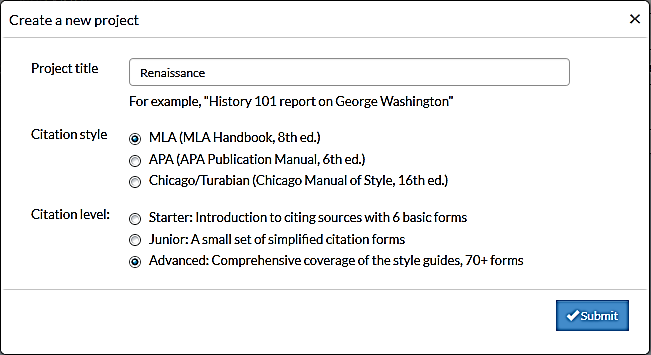 Create a new project
Project title
Renaissance
For example, "History 101 report on George Washington"
Citation style
MLA (MLA Handbook, 8th ed.)
APA (APA Publication Manual, 6th ed.)
Chicago/Turabian (Chicago Manual of Style, 16th ed.)
Citation level:
Starter: Introduction to citing sources with 6 basic forms
Junior: A small set of simplified citation forms
Advanced: Comprehensive coverage of the style guides, 70+ forms
Submit